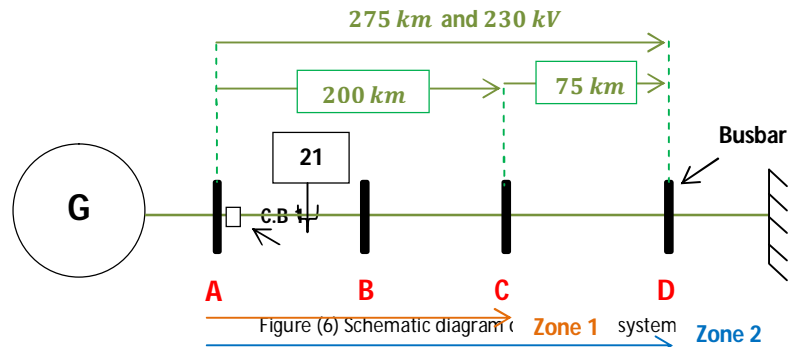 275 km and 230 kV
200 km
75 km
Busbar
21
G
C.B 1
A B C D
Figure (6) Schematic diagram Zone 1 system
Zone 2